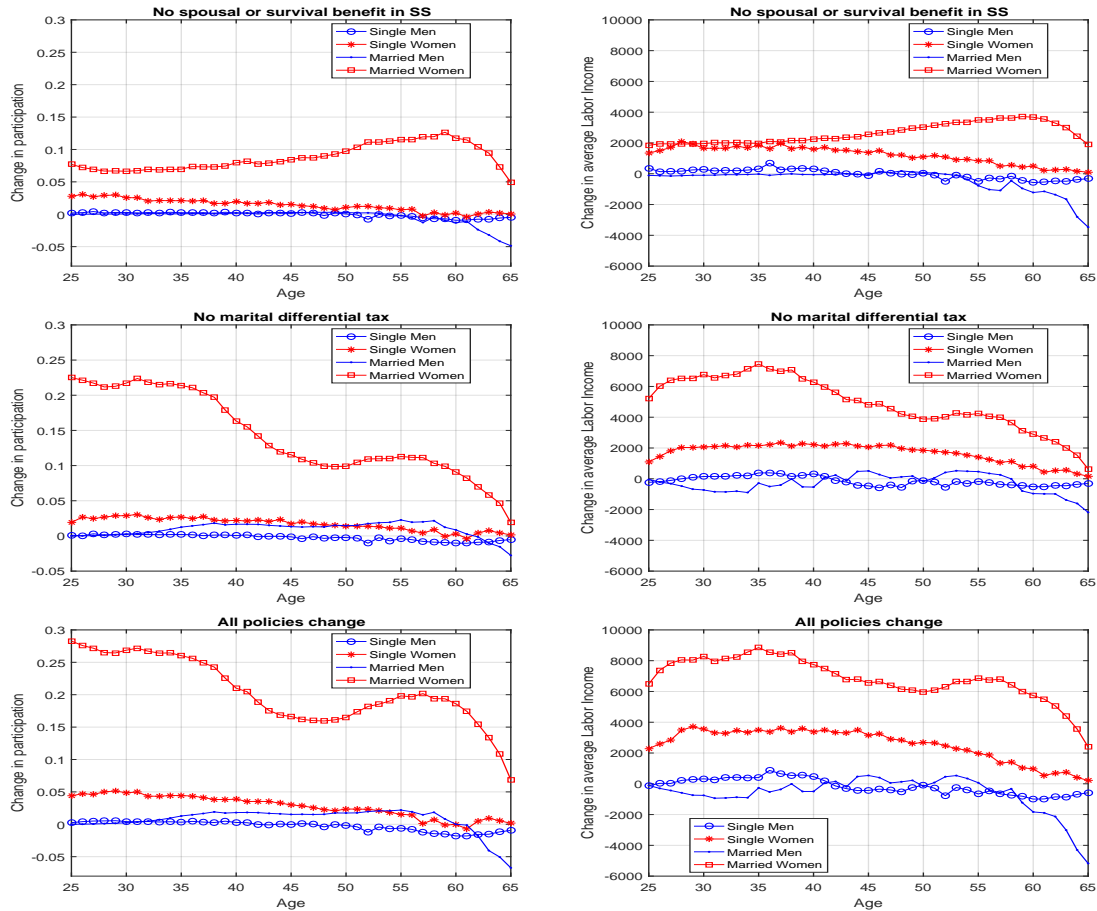 No spousal or survival benefit in SS
Change in participation
0.3
0.25
0.2
0.15
0.1
0.05
0
-0.05
25 30 35 40 45 50 55 60 65
Age
Single Men
Single Women
Married Men
Married Women
No spousal or survival benefit in SS
Change in average Labor Income
10000
8000
6000
4000
2000
0
-2000
-4000
-6000
25 30 35 40 45 50 55 60 65
Age
Single Men
Single Women
Married Men
Married Women
No marital differential tax
Change in participation
0.3
0.25
0.2
0.15
0.1
0.05
0
-0.05
25 30 35 40 45 50 55 60 65
Age
Single Men
Single Women
Married Men
Married Women
No marital differential tax
Change in average Labor Income
10000
8000
6000
4000
2000
0
-2000
-4000
-6000
25 30 35 40 45 50 55 60 65
Age
Single Men
Single Women
Married Men
Married Women
All policies change
Change in participation
0.3
0.25
0.2
0.15
0.1
0.05
0
-0.05
25 30 35 40 45 50 55 60 65
Age
Single Men
Single Women
Married Men
Married Women
All policies change
Change in average Labor Income
10000
8000
6000
4000
2000
0
-2000
-4000
-6000
25 30 35 40 45 50 55 60 65
Age
Single Men
Single Women
Married Men
Married Women